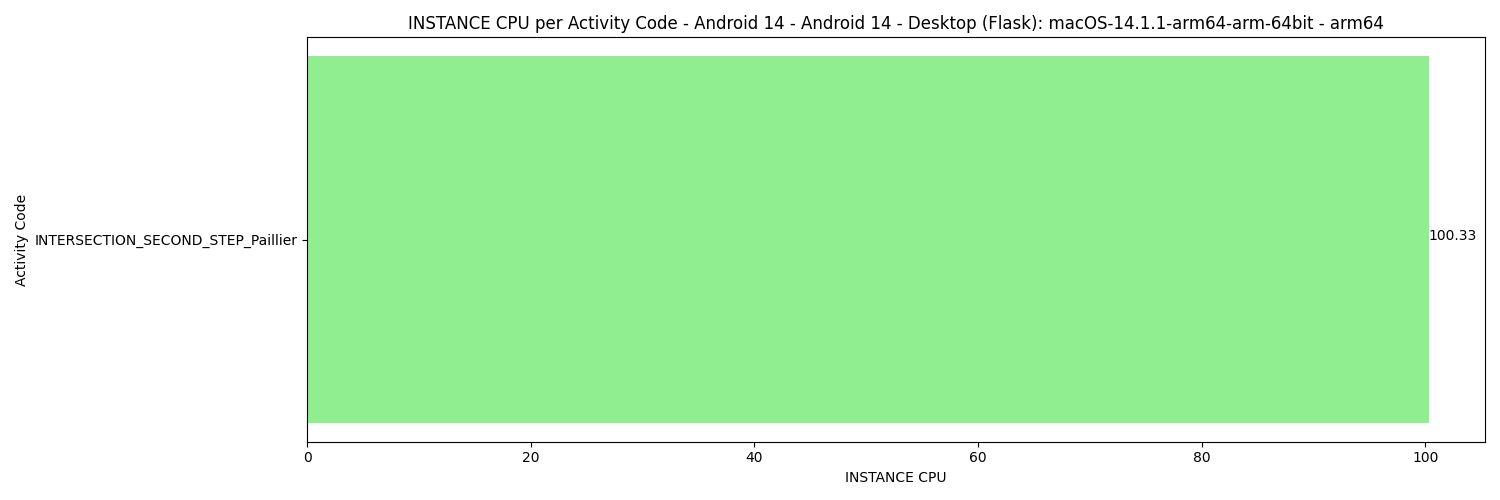 INSTANCE CPU per Activity Code - Android 14 - Android 14 - Desktop (Flask): macOS-14.1.1-arm64-arm-64bit - arm64
Activity Code
INTERSECTION_SECOND_STEP_Paillier
100.33
0 20 40 60 80 100
INSTANCE CPU